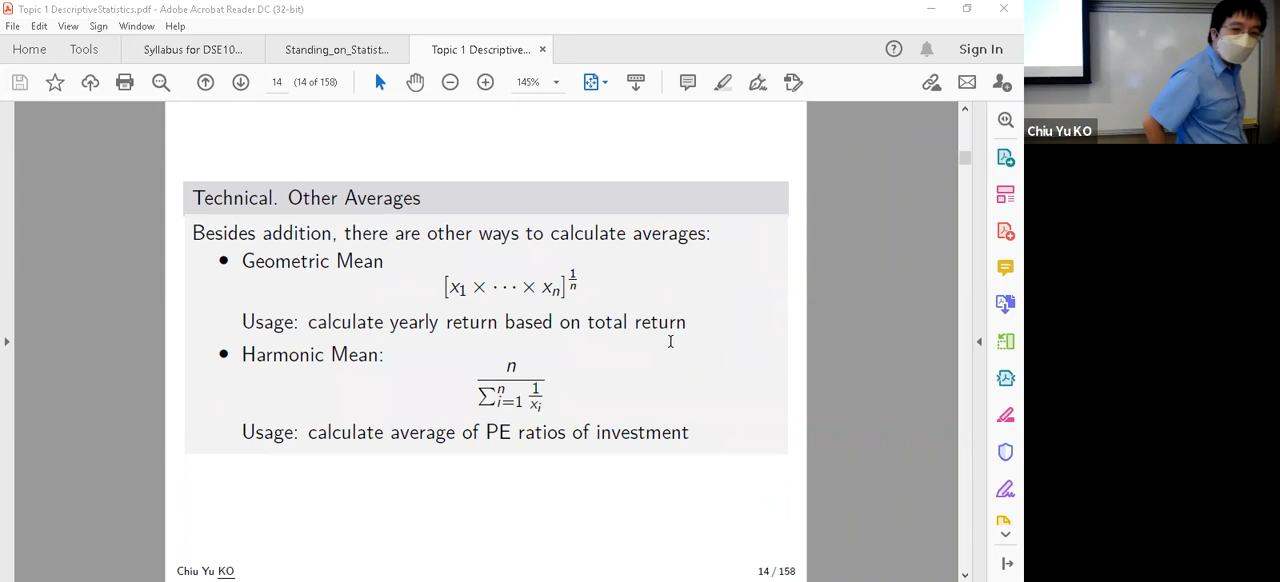 Topic 1 DescriptiveStatistics.pdf - Adobe Acrobat Reader DC (32-bit)
File Edit View Sign Window Help
Home Tools Syllabus for DSE10... Standing_on_Statist... Topic 1 Descriptive... × Sign In
14 (14 of 158) 145%
Technical. Other Averages
Besides addition, there are other ways to calculate averages:
• Geometric Mean
[x₁ × ⋯ × xₙ]^{1/n}
Usage: calculate yearly return based on total return
• Harmonic Mean:
n / ∑ⁿᵢ₌₁ 1/xᵢ
Usage: calculate average of PE ratios of investment
Chiu Yu KO 14 / 158
Chiu Yu KO